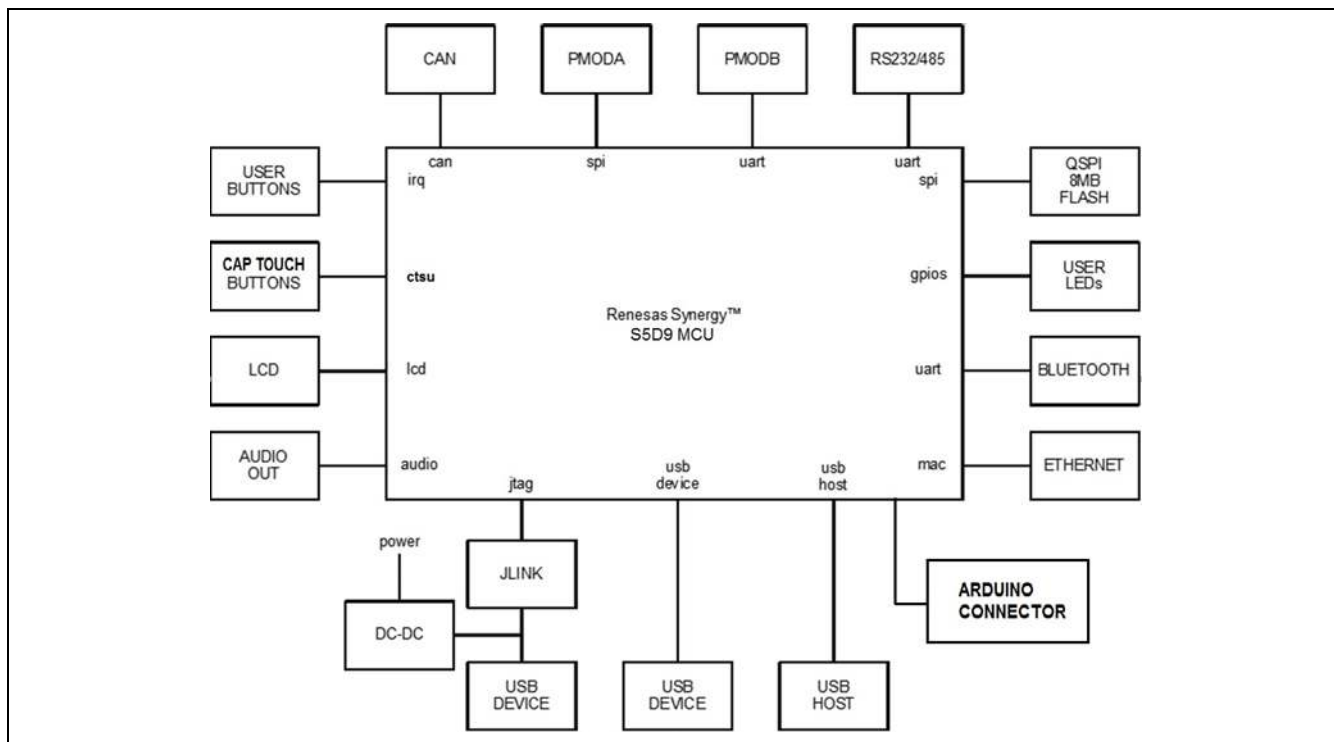 CAN
PMODA
PMODB
RS232/485
can
spi
uart
uart
USER
BUTTONS
irq
spi
QSPI
8MB
FLASH
CAP TOUCH
BUTTONS
ctsu
gpios
USER
LEDs
Renesas Synergy™
S5D9 MCU
LCD
lcd
uart
BLUETOOTH
AUDIO
OUT
audio
jtag
usb
device
usb
host
mac
ETHERNET
power
JLINK
ARDUINO
CONNECTOR
DC-DC
USB
DEVICE
USB
DEVICE
USB
HOST